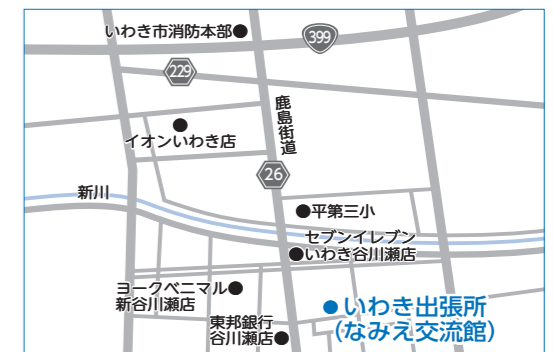 いわき市消防本部
399
229
イオンいわき店
鹿島街道
26
新川
平第三小
セブンイレブン
いわき谷川瀬店
ヨークベニマル
新谷川瀬店
いわき出張所
(なみえ交流館)
東邦銀行
谷川瀬店